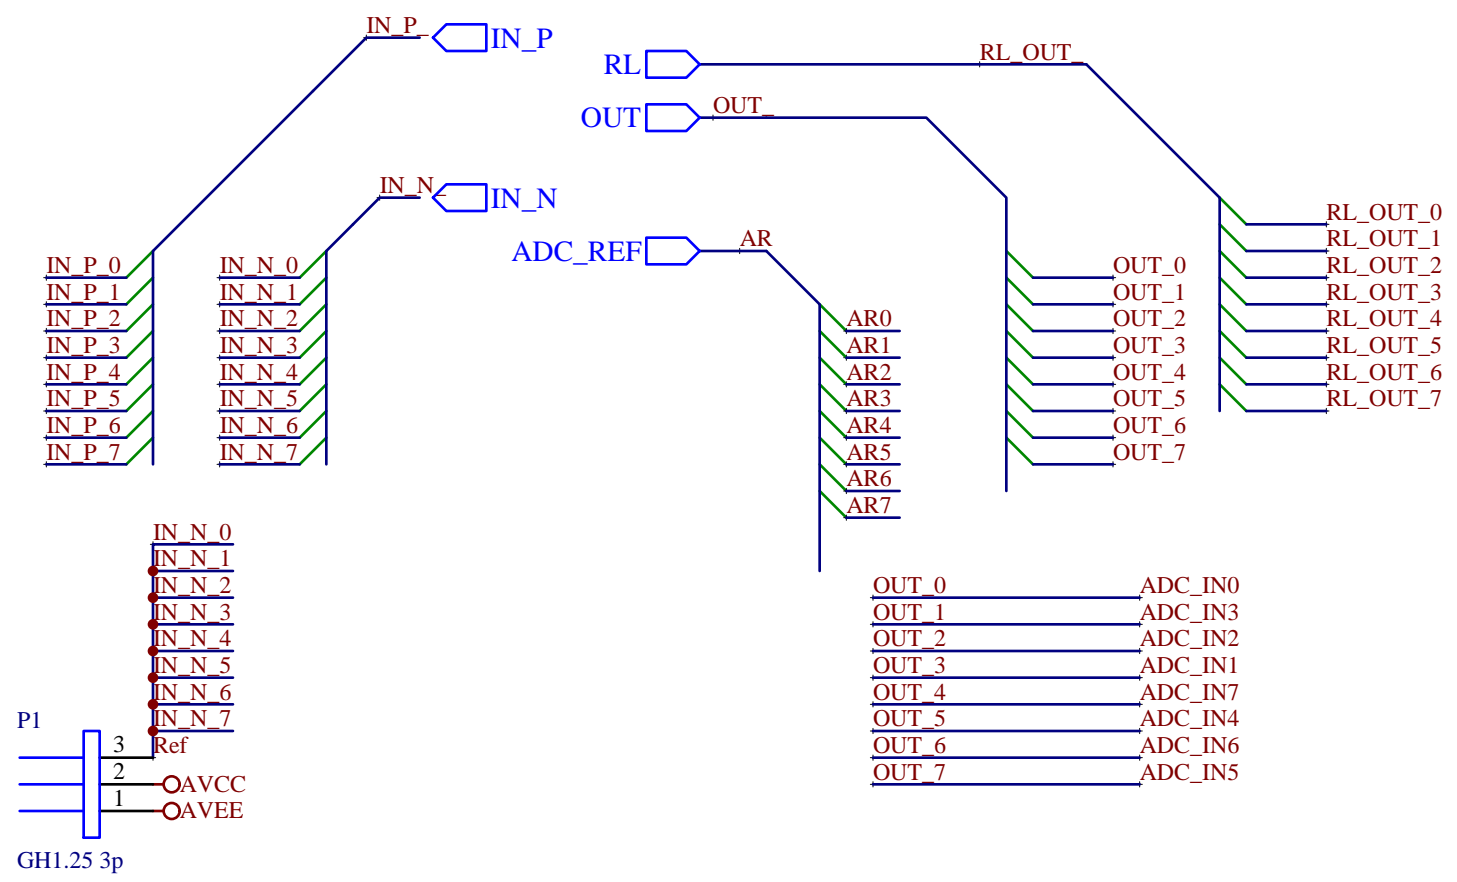 IN_P_
IN_P
RL
RL_OUT_
OUT
OUT_
IN_N_
IN_N
ADC_REF
AR
IN_P_0
IN_P_1
IN_P_2
IN_P_3
IN_P_4
IN_P_5
IN_P_6
IN_P_7
IN_N_0
IN_N_1
IN_N_2
IN_N_3
IN_N_4
IN_N_5
IN_N_6
IN_N_7
AR0
AR1
AR2
AR3
AR4
AR5
AR6
AR7
OUT_0
OUT_1
OUT_2
OUT_3
OUT_4
OUT_5
OUT_6
OUT_7
RL_OUT_0
RL_OUT_1
RL_OUT_2
RL_OUT_3
RL_OUT_4
RL_OUT_5
RL_OUT_6
RL_OUT_7
IN_N_0
IN_N_1
IN_N_2
IN_N_3
IN_N_4
IN_N_5
IN_N_6
IN_N_7
P1
3 Ref
2 AVCC
1 AVEE
GH1.25 3p
OUT_0 ADC_IN0
OUT_1 ADC_IN3
OUT_2 ADC_IN2
OUT_3 ADC_IN1
OUT_4 ADC_IN7
OUT_5 ADC_IN4
OUT_6 ADC_IN6
OUT_7 ADC_IN5